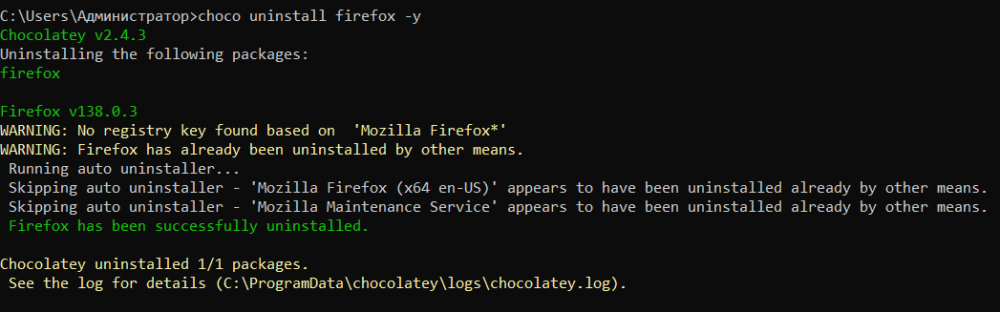 C:\Users\Администратор>choco uninstall firefox -y
Chocolatey v2.4.3
Uninstalling the following packages:
firefox

Firefox v138.0.3
WARNING: No registry key found based on  'Mozilla Firefox*'
WARNING: Firefox has already been uninstalled by other means.
 Running auto uninstaller...
 Skipping auto uninstaller - 'Mozilla Firefox (x64 en-US)' appears to have been uninstalled already by other means.
 Skipping auto uninstaller - 'Mozilla Maintenance Service' appears to have been uninstalled already by other means.
 Firefox has been successfully uninstalled.

Chocolatey uninstalled 1/1 packages.
 See the log for details (C:\ProgramData\chocolatey\logs\chocolatey.log).